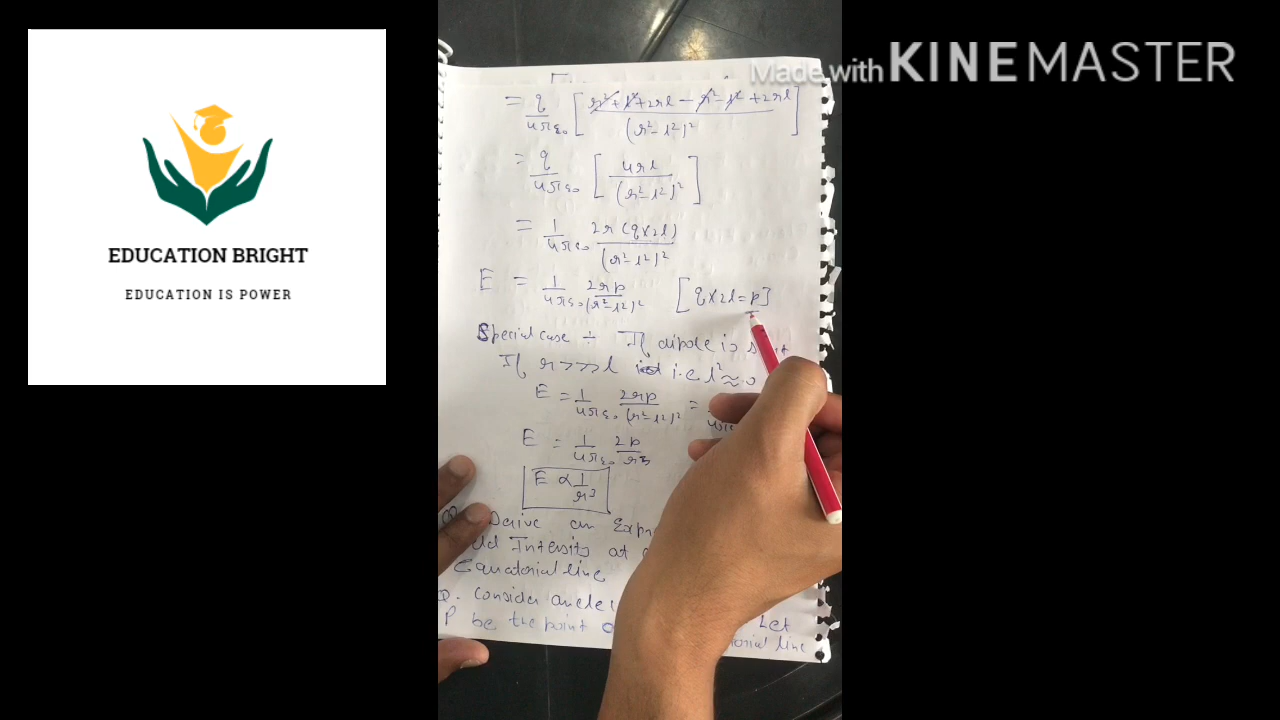 Made with KINEMASTER
EDUCATION BRIGHT
EDUCATION IS POWER
= q/4πε₀ [ r²+l²+2rl − r²−l²+2rl / (r²−l²)² ]
= q/4πε₀ [ 4rl / (r²−l²)² ]
= 1/4πε₀ 2r(q×2l) / (r²−l²)²
E = 1/4πε₀ 2rp/(r²−l²)² [q×2l=p]
Special case ÷ If dipole is
If r>>>l i.e l²≈0
E = 1/4πε₀ 2rp/(r²−l²)² =
E = 1/4πε₀ 2p/r³
E ∝ 1/r³
Q Derive an
Intensity at
Equatorial line
Consider an
P be the point Let
line